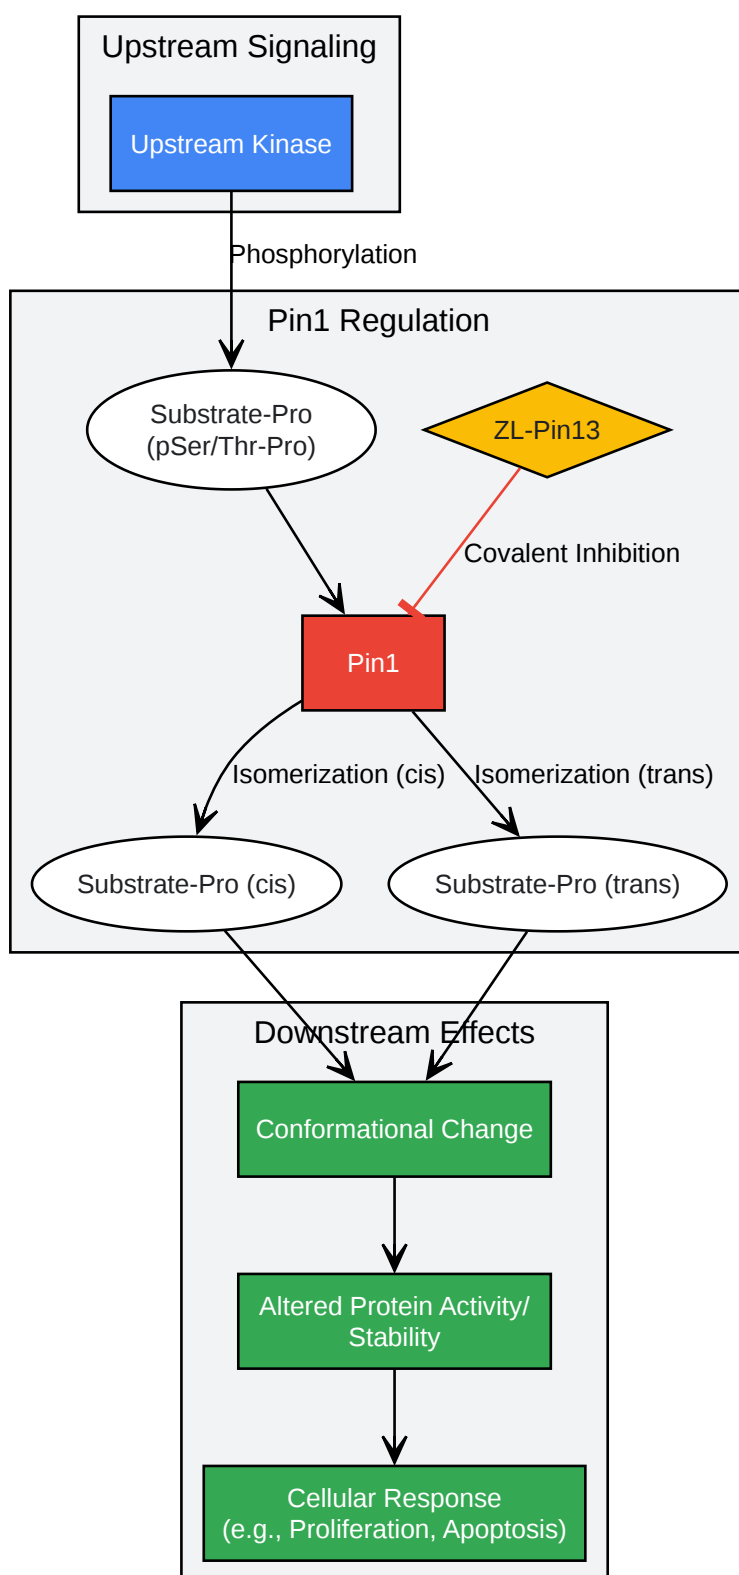 Upstream Signaling
Upstream Kinase
Phosphorylation
Pin1 Regulation
Substrate-Pro
(pSer/Thr-Pro)
ZL-Pin13
Covalent Inhibition
Pin1
Isomerization (cis)
Isomerization (trans)
Substrate-Pro (cis)
Substrate-Pro (trans)
Downstream Effects
Conformational Change
Altered Protein Activity/
Stability
Cellular Response
(e.g., Proliferation, Apoptosis)